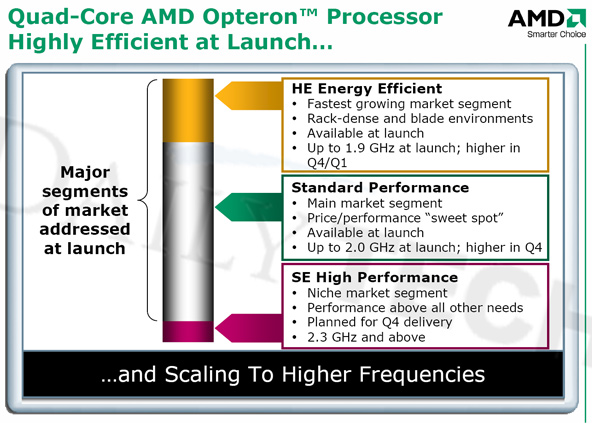 Quad-Core AMD Opteron™ Processor
Highly Efficient at Launch…
AMD
Smarter Choice
Major
segments
of market
addressed
at launch
HE Energy Efficient
• Fastest growing market segment
• Rack-dense and blade environments
• Available at launch
• Up to 1.9 GHz at launch; higher in
Q4/Q1
Standard Performance
• Main market segment
• Price/performance “sweet spot”
• Available at launch
• Up to 2.0 GHz at launch; higher in Q4
SE High Performance
• Niche market segment
• Performance above all other needs
• Planned for Q4 delivery
• 2.3 GHz and above
…and Scaling To Higher Frequencies
DAILYTECH